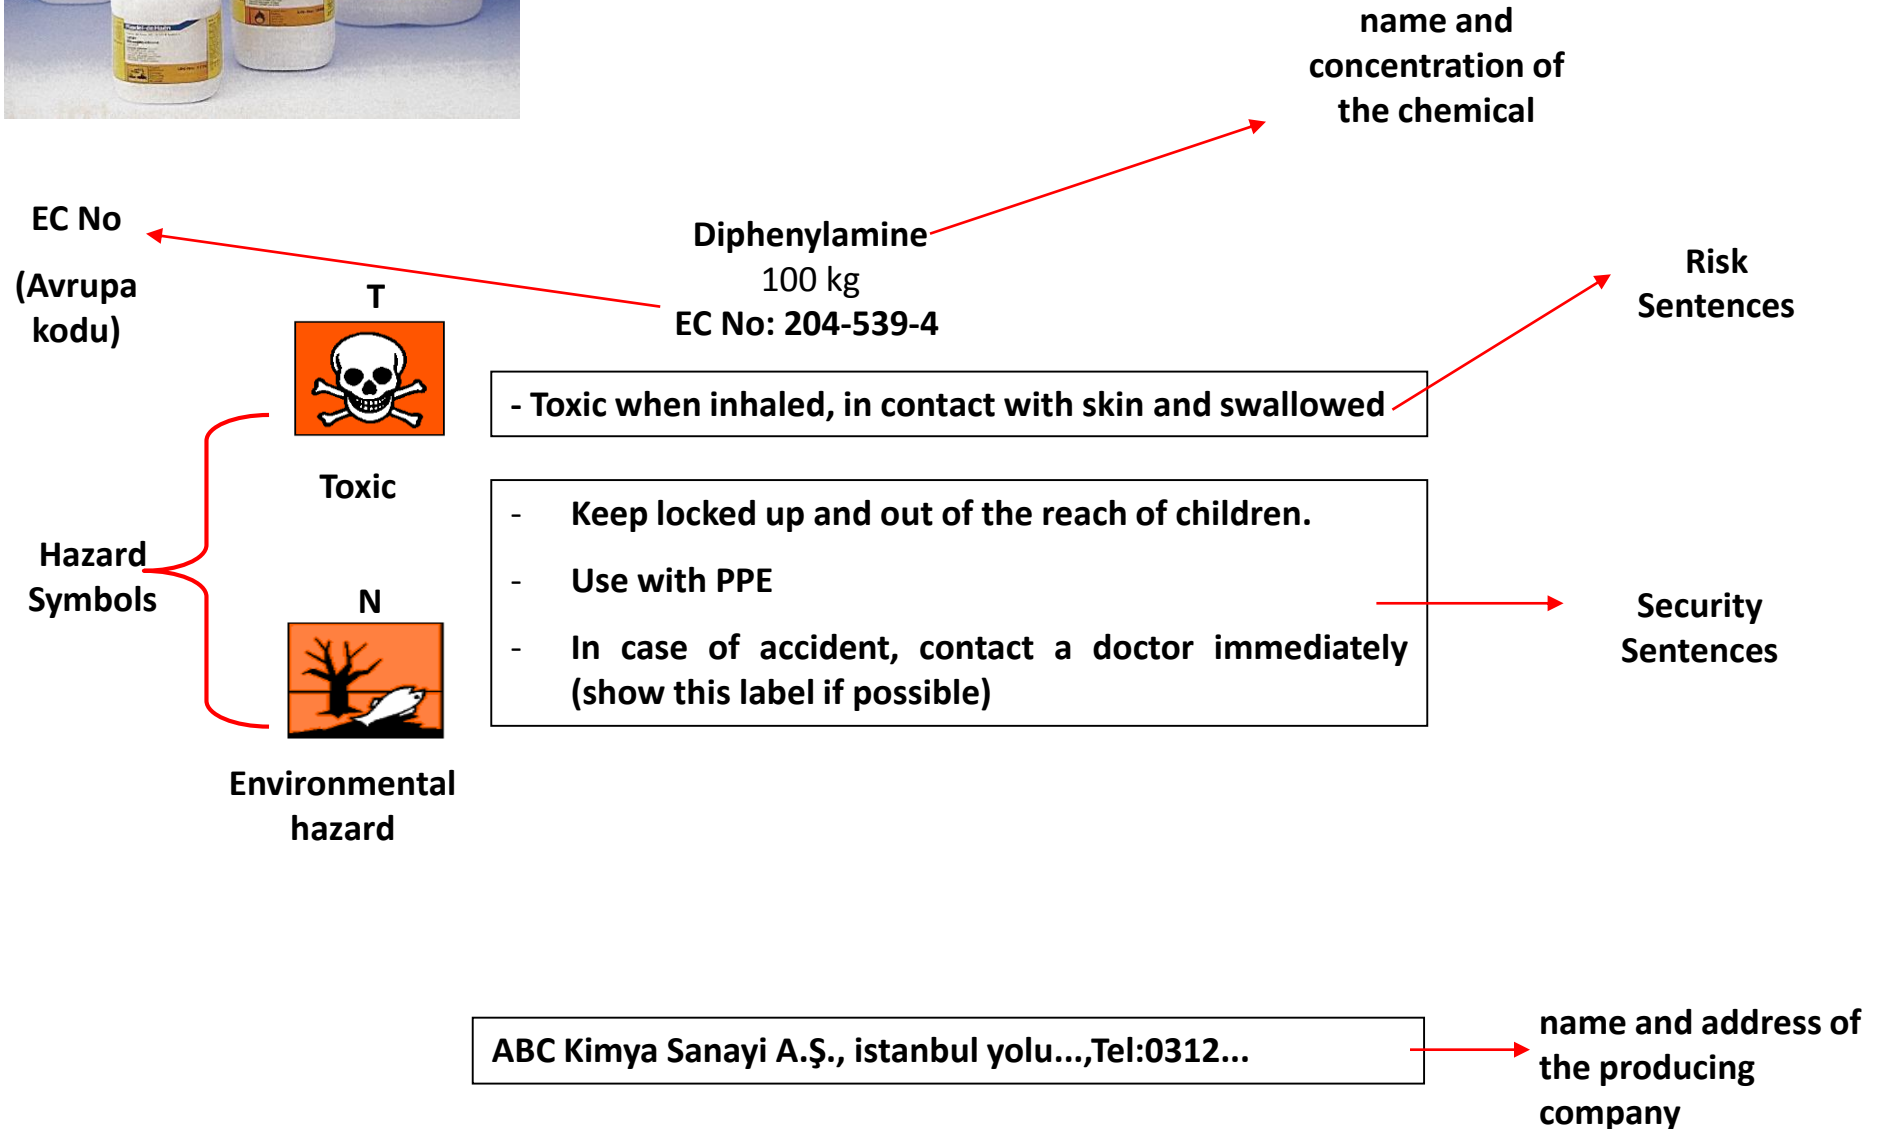 name and
concentration of
the chemical
EC No
(Avrupa
kodu)
Diphenylamine
100 kg
EC No: 204-539-4
Risk
Sentences
T
- Toxic when inhaled, in contact with skin and swallowed
Toxic
- Keep locked up and out of the reach of children.
- Use with PPE
- In case of accident, contact a doctor immediately
(show this label if possible)
Hazard
Symbols
N
Security
Sentences
Environmental
hazard
ABC Kimya Sanayi A.Ş., istanbul yolu...,Tel:0312...
name and address of
the producing
company